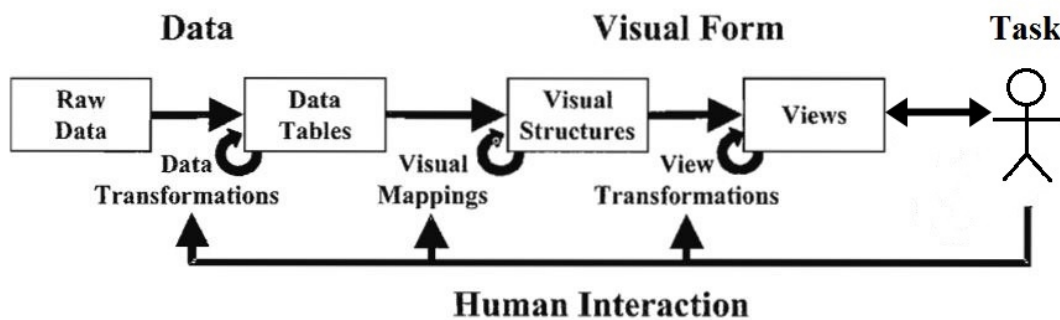 Data
Visual Form
Task
Raw
Data
Data
Tables
Visual
Structures
Views
Data
Transformations
Visual
Mappings
View
Transformations
Human Interaction